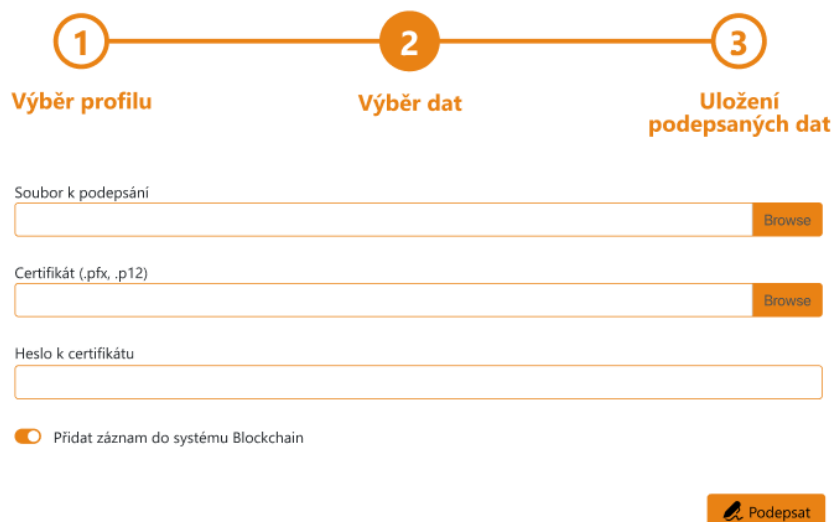 1
2
3
Výběr profilu
Výběr dat
Uložení
podepsaných dat
Soubor k podepsání
Browse
Certifikát (.pfx, .p12)
Browse
Heslo k certifikátu
Přidat záznam do systému Blockchain
Podepsat